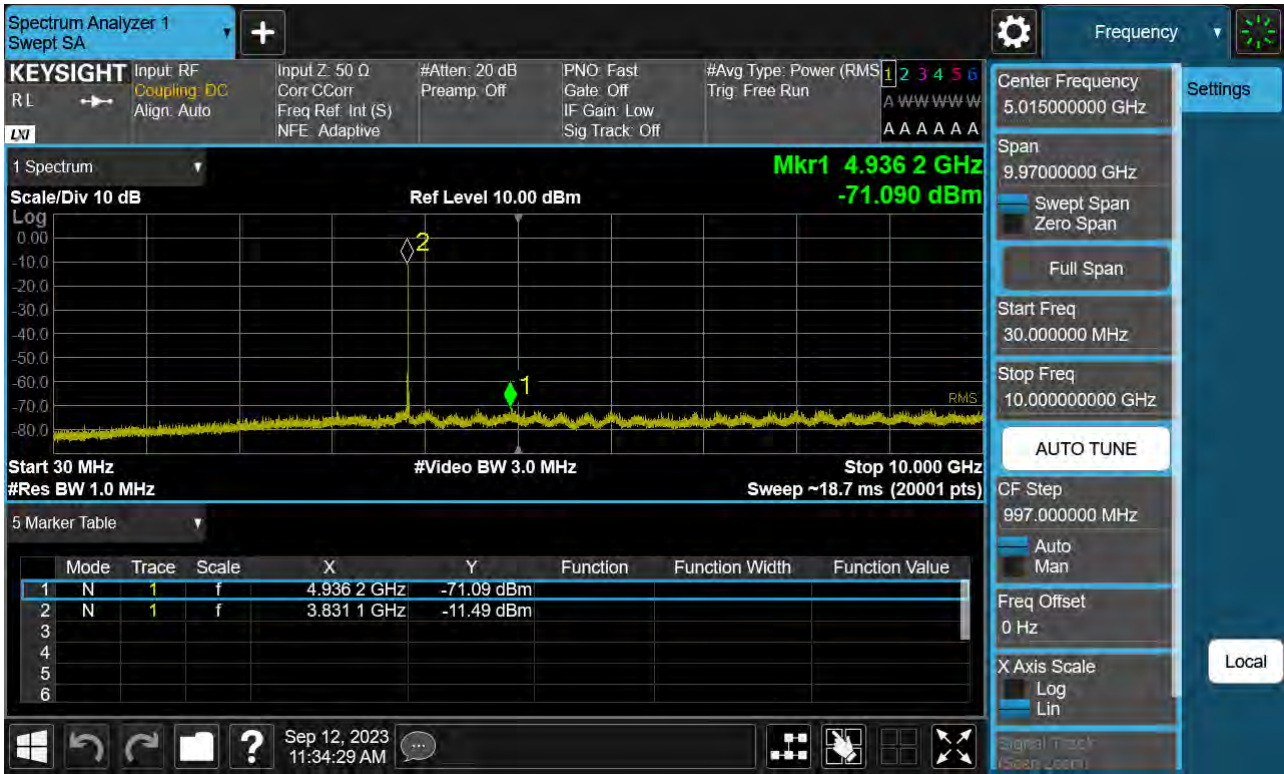 Spectrum Analyzer 1
Swept SA
+
Frequency
KEYSIGHT
RL
LXI
Input: RF
Coupling: DC
Align: Auto
Input Z: 50 Ω
Corr CCorr
Freq Ref: Int (S)
NFE: Adaptive
#Atten: 20 dB
Preamp: Off
PNO: Fast
Gate: Off
IF Gain: Low
Sig Track: Off
#Avg Type: Power (RMS
Trig: Free Run
1 2 3 4 5 6
A W W W W W
A A A A A A
1 Spectrum
Mkr1 4.936 2 GHz
-71.090 dBm
Scale/Div 10 dB
Ref Level 10.00 dBm
Log
0.00
-10.0
-20.0
-30.0
-40.0
-50.0
-60.0
-70.0
-80.0
2
1
RMS
Start 30 MHz
#Video BW 3.0 MHz
Stop 10.000 GHz
#Res BW 1.0 MHz
Sweep ~18.7 ms (20001 pts)
5 Marker Table
Mode Trace Scale X Y Function Function Width Function Value
1 N 1 f 4.936 2 GHz -71.09 dBm
2 N 1 f 3.831 1 GHz -11.49 dBm
3
4
5
6
Sep 12, 2023
11:34:29 AM
?
Center Frequency
5.015000000 GHz
Settings
Span
9.97000000 GHz
Swept Span
Zero Span
Full Span
Start Freq
30.000000 MHz
Stop Freq
10.000000000 GHz
AUTO TUNE
CF Step
997.000000 MHz
Auto
Man
Freq Offset
0 Hz
X Axis Scale
Log
Lin
Local
Signal Track
(Span Zoom)